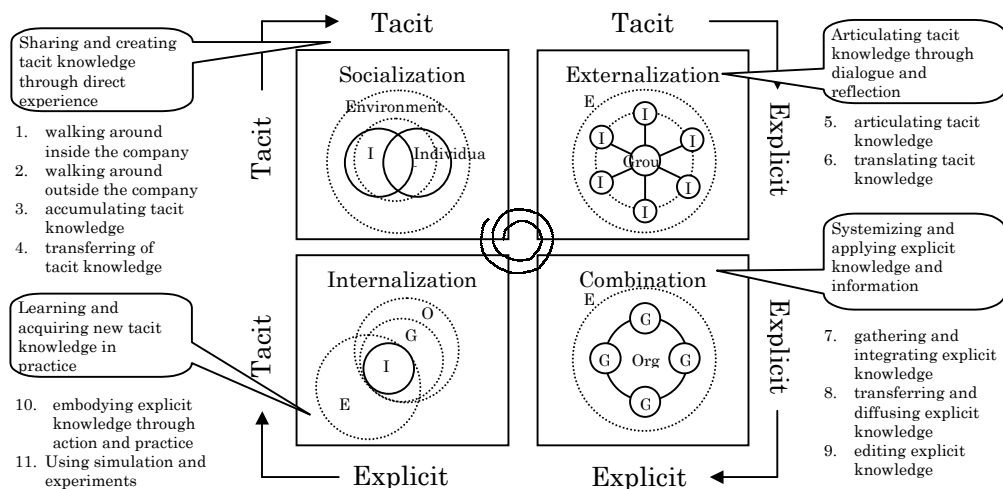 Tacit
Tacit
Sharing and creating
tacit knowledge
through direct
experience
Articulating tacit
knowledge through
dialogue and
reflection
Socialization
Environment
I
Individua
Externalization
E
I
I
I
Grou
I
I
I
Tacit
Explicit
1. walking around
inside the company
2. walking around
outside the company
3. accumulating tacit
knowledge
4. transferring of
tacit knowledge
5. articulating tacit
knowledge
6. translating tacit
knowledge
Learning and
acquiring new tacit
knowledge in
practice
Systemizing and
applying explicit
knowledge and
information
Internalization
O
G
I
E
Combination
E
G
G
Org
G
G
Tacit
Explicit
10. embodying explicit
knowledge through
action and practice
11. Using simulation and
experiments
7. gathering and
integrating explicit
knowledge
8. transferring and
diffusing explicit
knowledge
9. editing explicit
knowledge
Explicit
Explicit